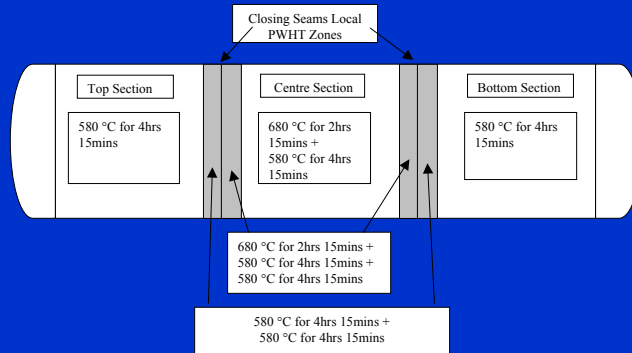 Closing Seams Local
PWHT Zones
Top Section
Centre Section
Bottom Section
580 °C for 4hrs
15mins
680 °C for 2hrs
15mins +
580 °C for 4hrs
15mins
580 °C for 4hrs
15mins
680 °C for 2hrs 15mins +
580 °C for 4hrs 15mins +
580 °C for 4hrs 15mins
580 °C for 4hrs 15mins +
580 °C for 4hrs 15mins